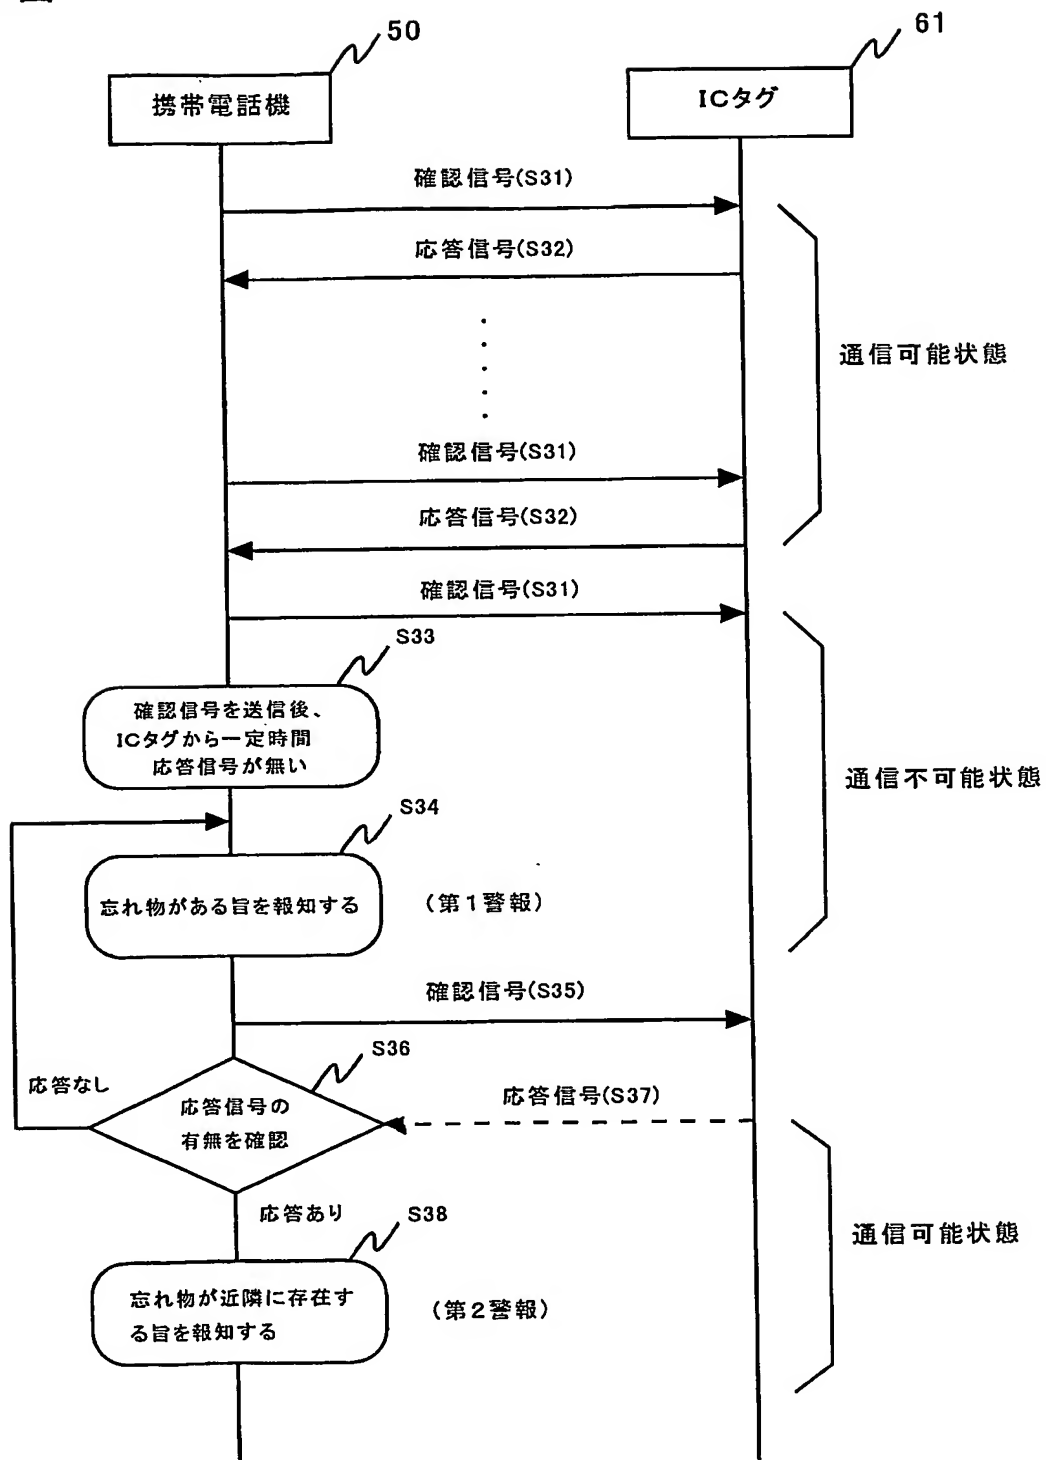 50
61
携帯電話機
ICタグ
確認信号(S31)
応答信号(S32)
通信可能状態
確認信号(S31)
応答信号(S32)
確認信号(S31)
S33
確認信号を送信後、
ICタグから一定時間
応答信号が無い
通信不可能状態
S34
忘れ物がある旨を報知する
(第1警報)
確認信号(S35)
S36
応答なし
応答信号の
有無を確認
応答信号(S37)
応答あり
S38
通信可能状態
忘れ物が近隣に存在す
る旨を報知する
(第2警報)